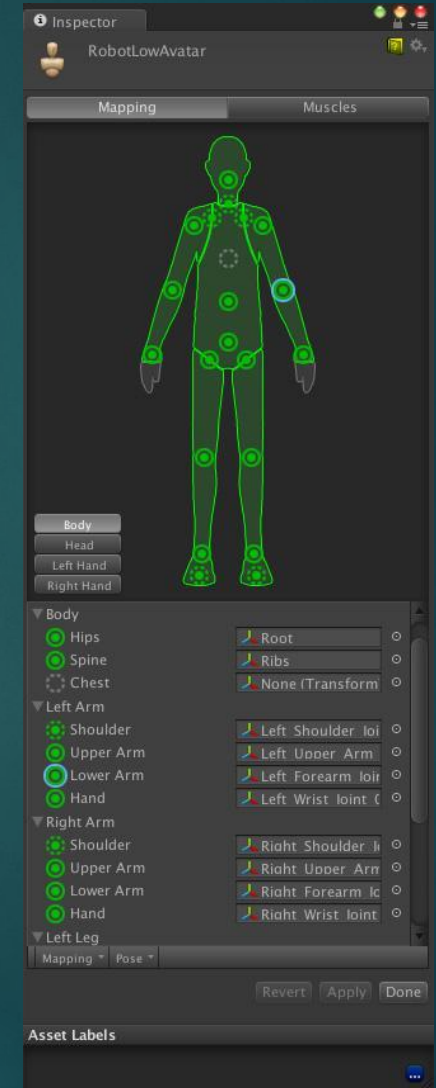 Inspector
RobotLowAvatar
Mapping Muscles
Body
Head
Left Hand
Right Hand
Body
Hips Root
Spine Ribs
Chest None (Transform
Left Arm
Shoulder Left Shoulder Joi
Upper Arm Left Upper Arm
Lower Arm Left Forearm Join
Hand Left Wrist Joint 0
Right Arm
Shoulder Right Shoulder
Upper Arm Right Upper Arm
Lower Arm Right Forearm
Hand Right Wrist Joint
Left Leg
Mapping Pose
Revert Apply Done
Asset Labels